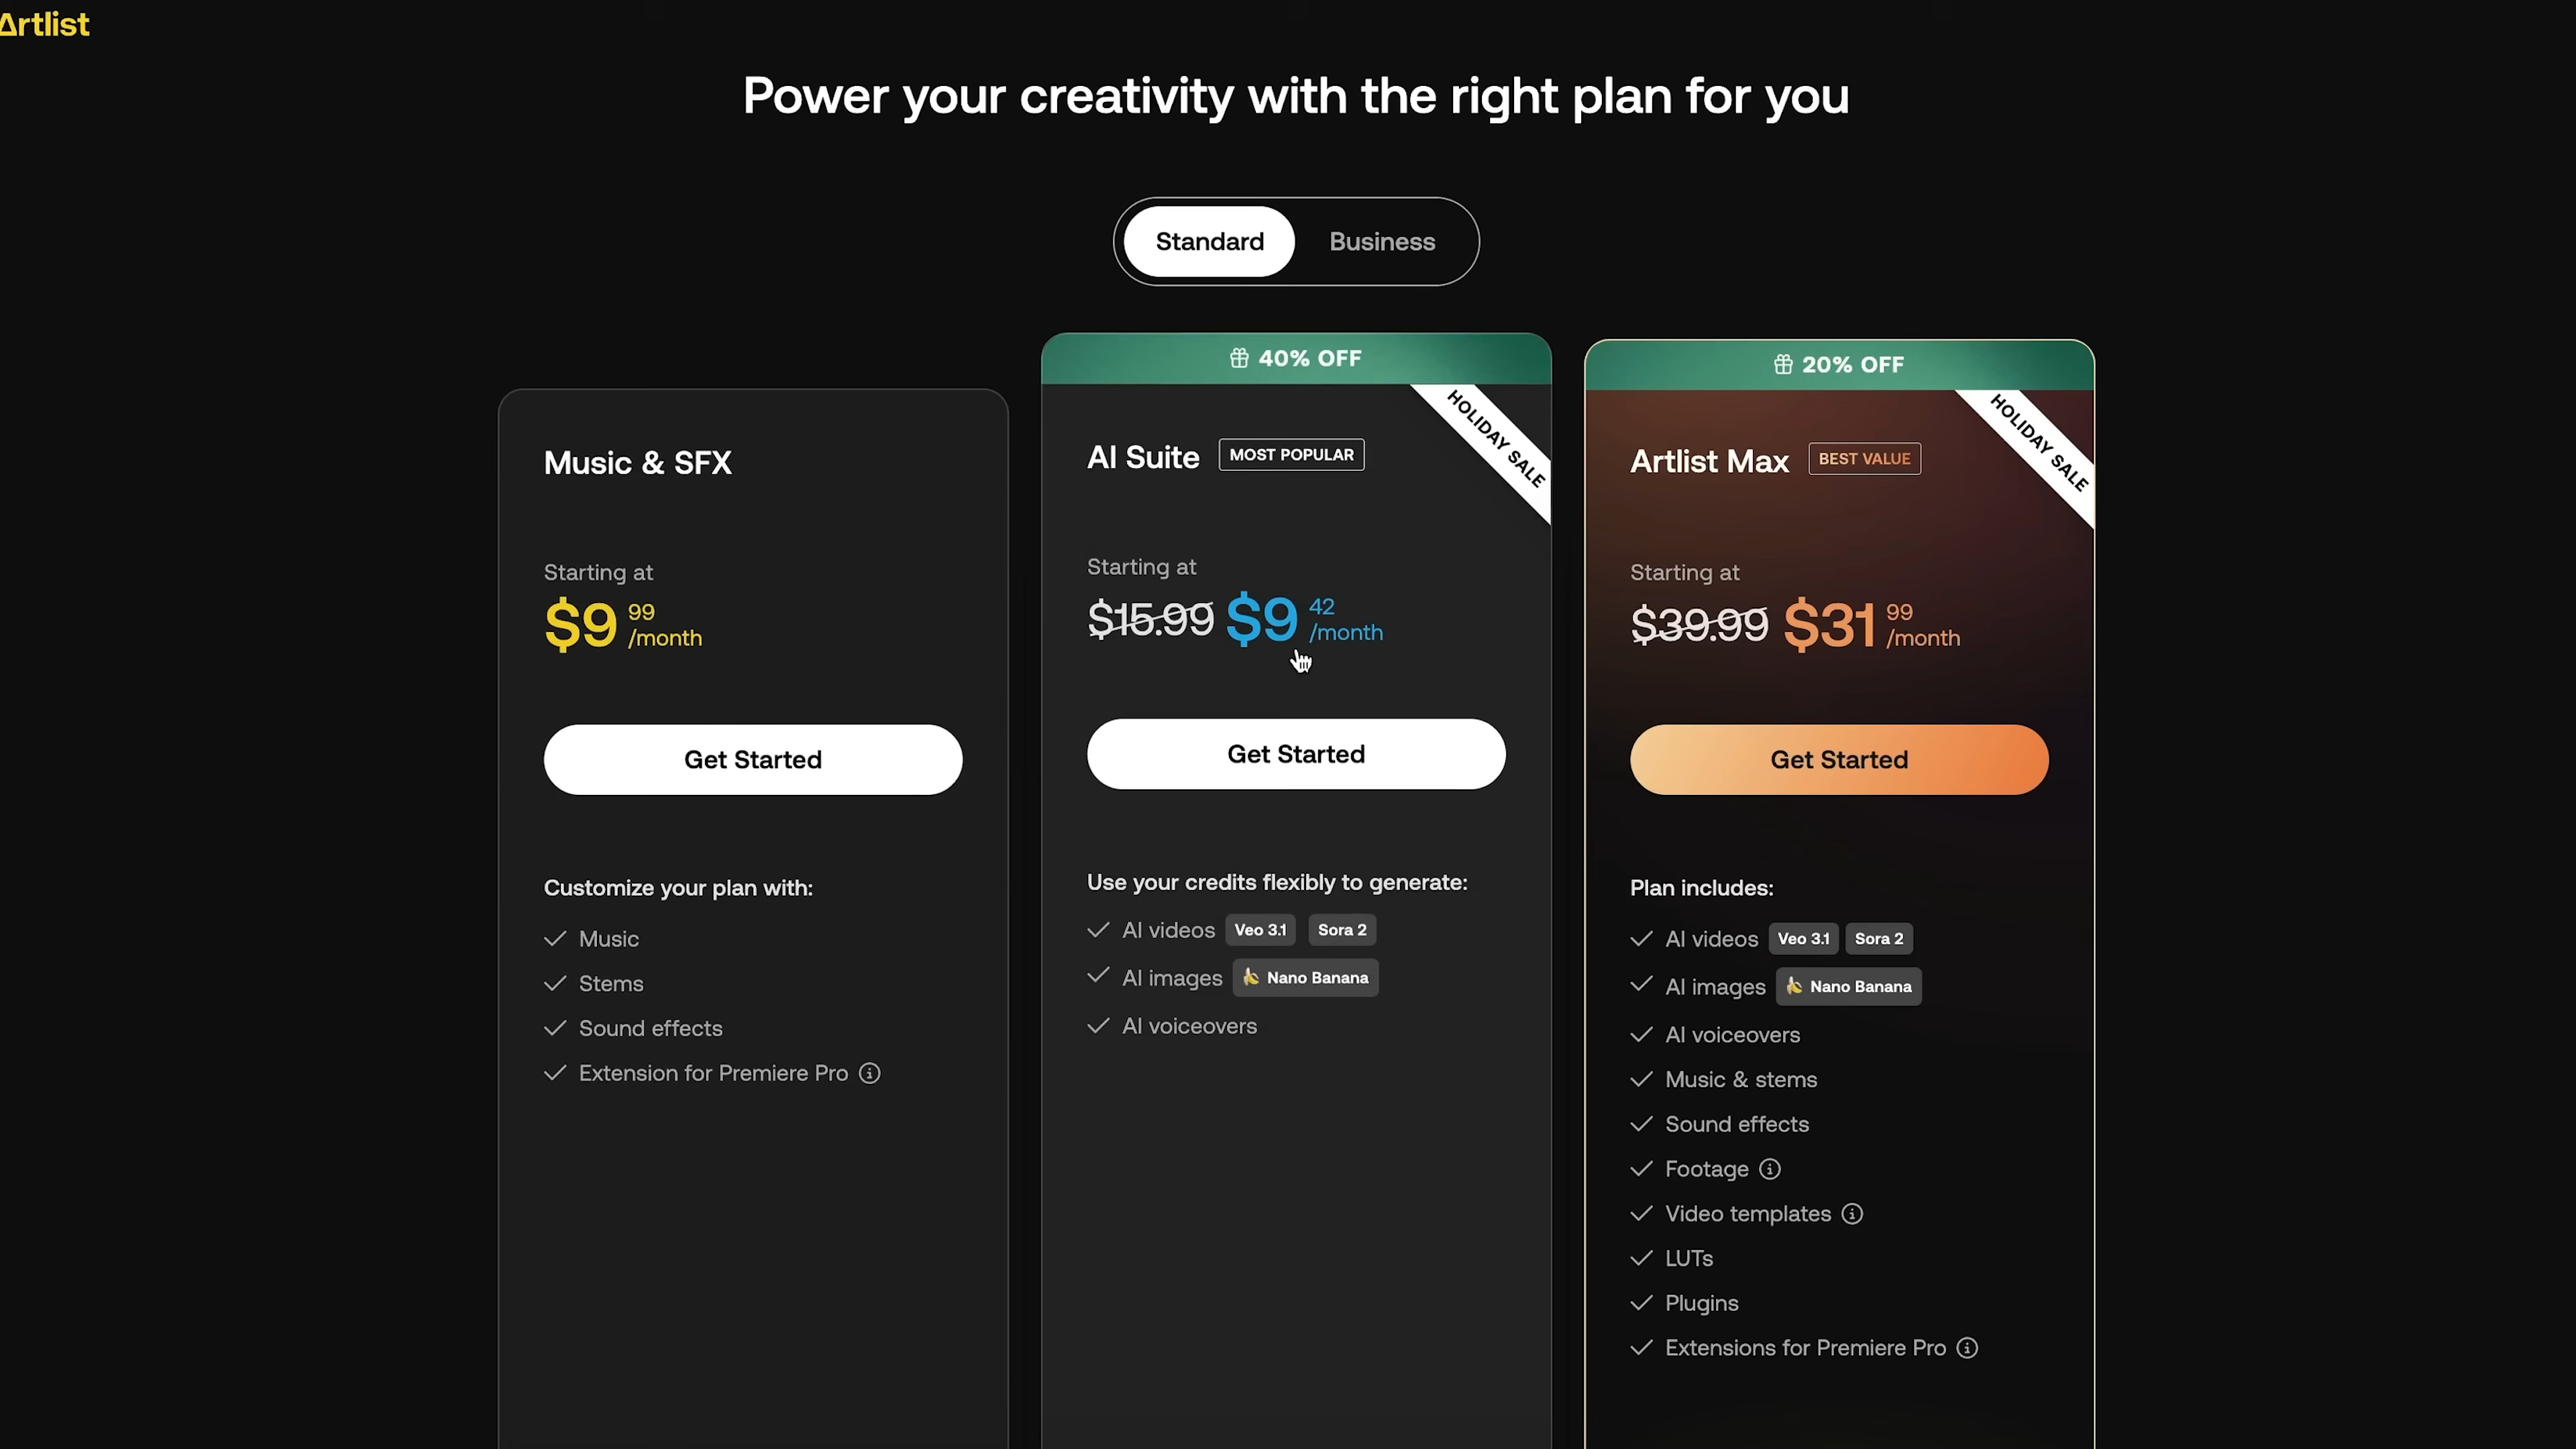 Artlist
Power your creativity with the right plan for you
Standard
Business
Music & SFX
Starting at
$9 99
/month
Get Started
Customize your plan with:
Music
Stems
Sound effects
Extension for Premiere Pro
40% OFF
HOLIDAY SALE
AI Suite MOST POPULAR
Starting at
$15.99 $9 42
/month
Get Started
Use your credits flexibly to generate:
AI videos Veo 3.1 Sora 2
AI images Nano Banana
AI voiceovers
20% OFF
HOLIDAY SALE
Artlist Max BEST VALUE
Starting at
$39.99 $31 99
/month
Get Started
Plan includes:
AI videos Veo 3.1 Sora 2
AI images Nano Banana
AI voiceovers
Music & stems
Sound effects
Footage
Video templates
LUTs
Plugins
Extensions for Premiere Pro